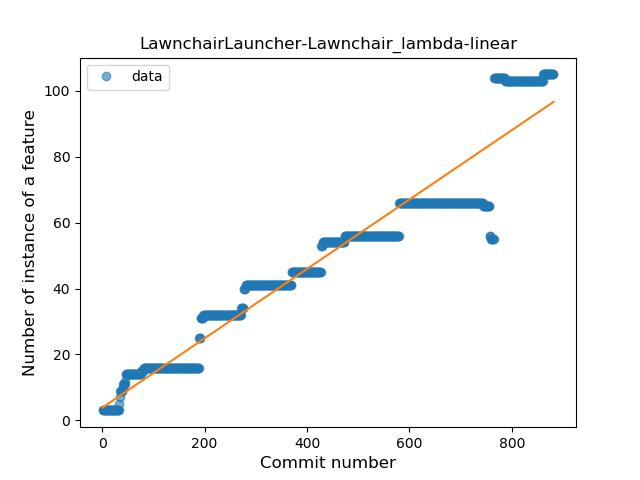 LawnchairLauncher-Lawnchair_lambda-linear
data
Number of instance of a feature
100
80
60
40
20
0
0 200 400 600 800
Commit number